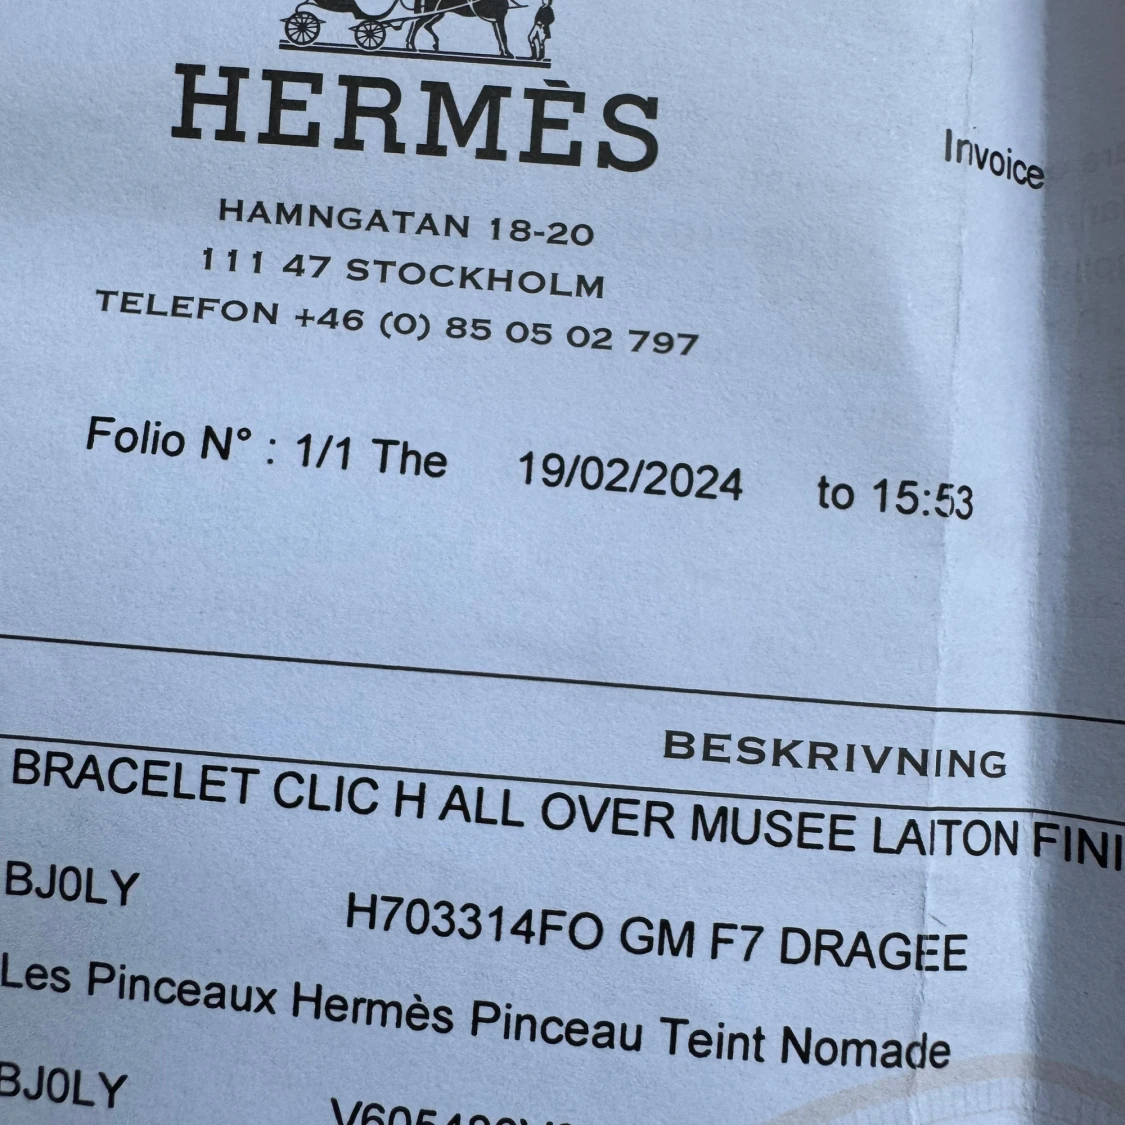 HERMÈS
Invoice
HAMNGATAN 18-20
111 47 STOCKHOLM
TELEFON +46 (0) 85 05 02 797
Folio N° : 1/1 The 19/02/2024 to 15:53
BESKRIVNING
BRACELET CLIC H ALL OVER MUSEE LAITON FINI
BJ0LY H703314FO GM F7 DRAGEE
Les Pinceaux Hermès Pinceau Teint Nomade
BJ0LY